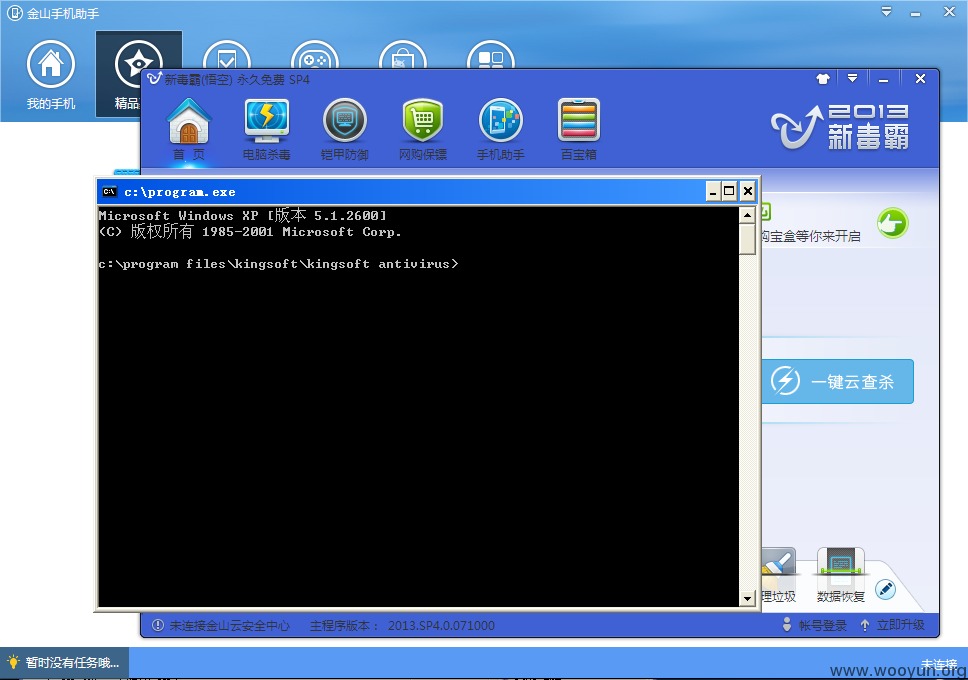 金山手机助手
我的手机
精品
新毒霸(悟空) 永久免费 SP4
首 页
电脑杀毒
铠甲防御
网购保镖
手机助手
百宝箱
2013
新毒霸
c:\program.exe
Microsoft Windows XP [版本 5.1.2600]
(C) 版权所有 1985-2001 Microsoft Corp.
c:\program files\kingsoft\kingsoft antivirus>
购宝盒等你来开启
一键云查杀
理垃圾
数据恢复
未连接金山云安全中心
主程序版本： 2013.SP4.0.071000
帐号登录
立即升级
暂时没有任务哦...
未连接
www.wooyun.org